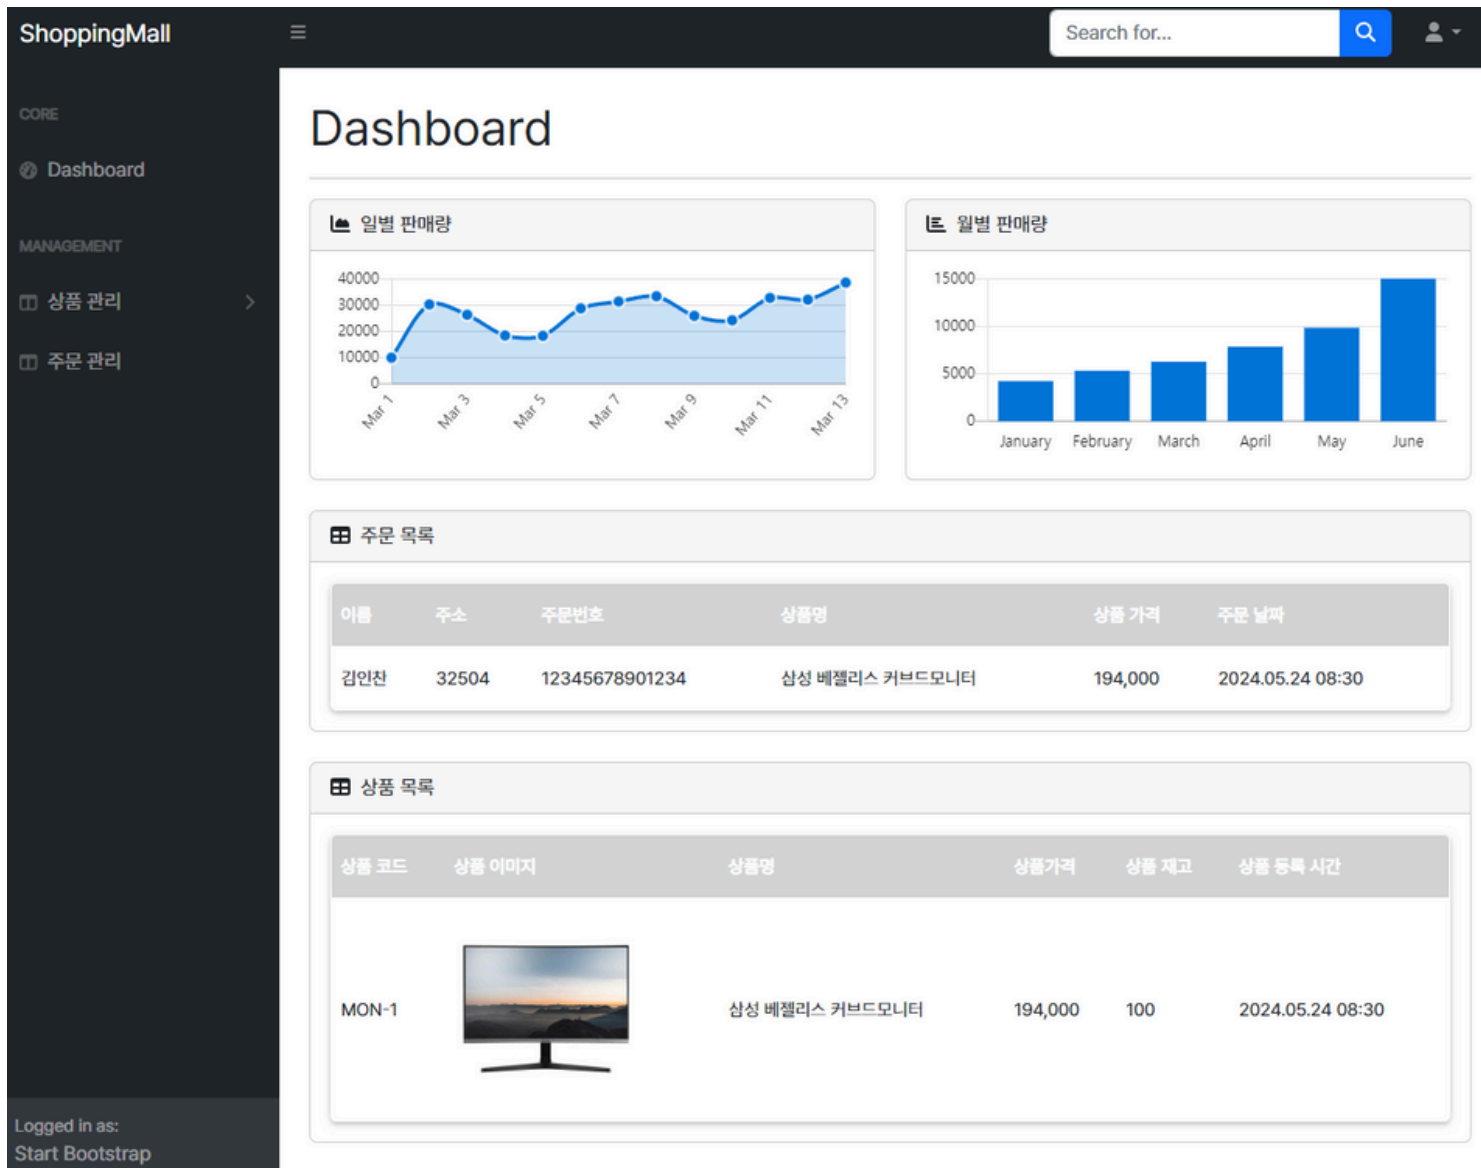 ShoppingMall
Search for...
CORE
Dashboard
MANAGEMENT
상품 관리
주문 관리
Logged in as:
Start Bootstrap
Dashboard
일별 판매량
40000
30000
20000
10000
0
Mar 1 Mar 3 Mar 5 Mar 7 Mar 9 Mar 11 Mar 13
월별 판매량
15000
10000
5000
0
January February March April May June
주문 목록
이름 주소 주문번호 상품명 상품 가격 주문 날짜
김인찬 32504 12345678901234 삼성 베젤리스 커브드모니터 194,000 2024.05.24 08:30
상품 목록
상품 코드 상품 이미지 상품명 상품가격 상품 재고 상품 등록 시간
MON-1 삼성 베젤리스 커브드모니터 194,000 100 2024.05.24 08:30